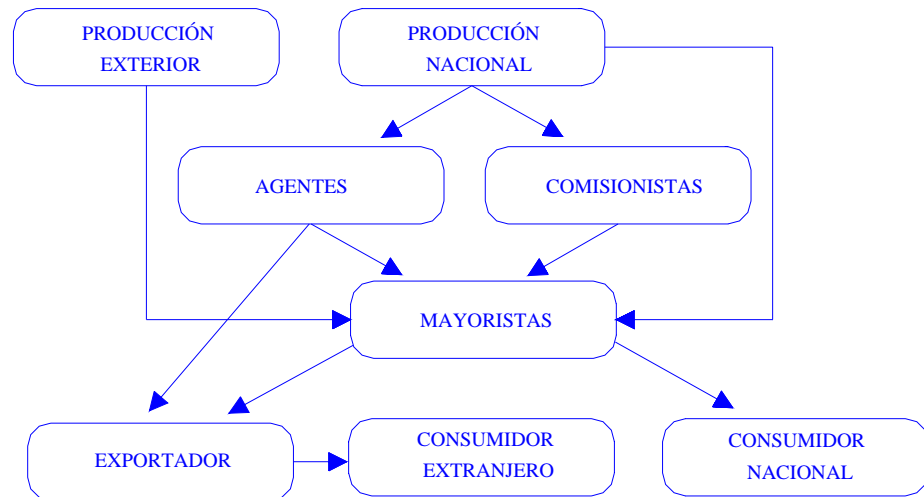 PRODUCCIÓN
EXTERIOR
PRODUCCIÓN
NACIONAL
AGENTES
COMISIONISTAS
MAYORISTAS
EXPORTADOR
CONSUMIDOR
EXTRANJERO
CONSUMIDOR
NACIONAL